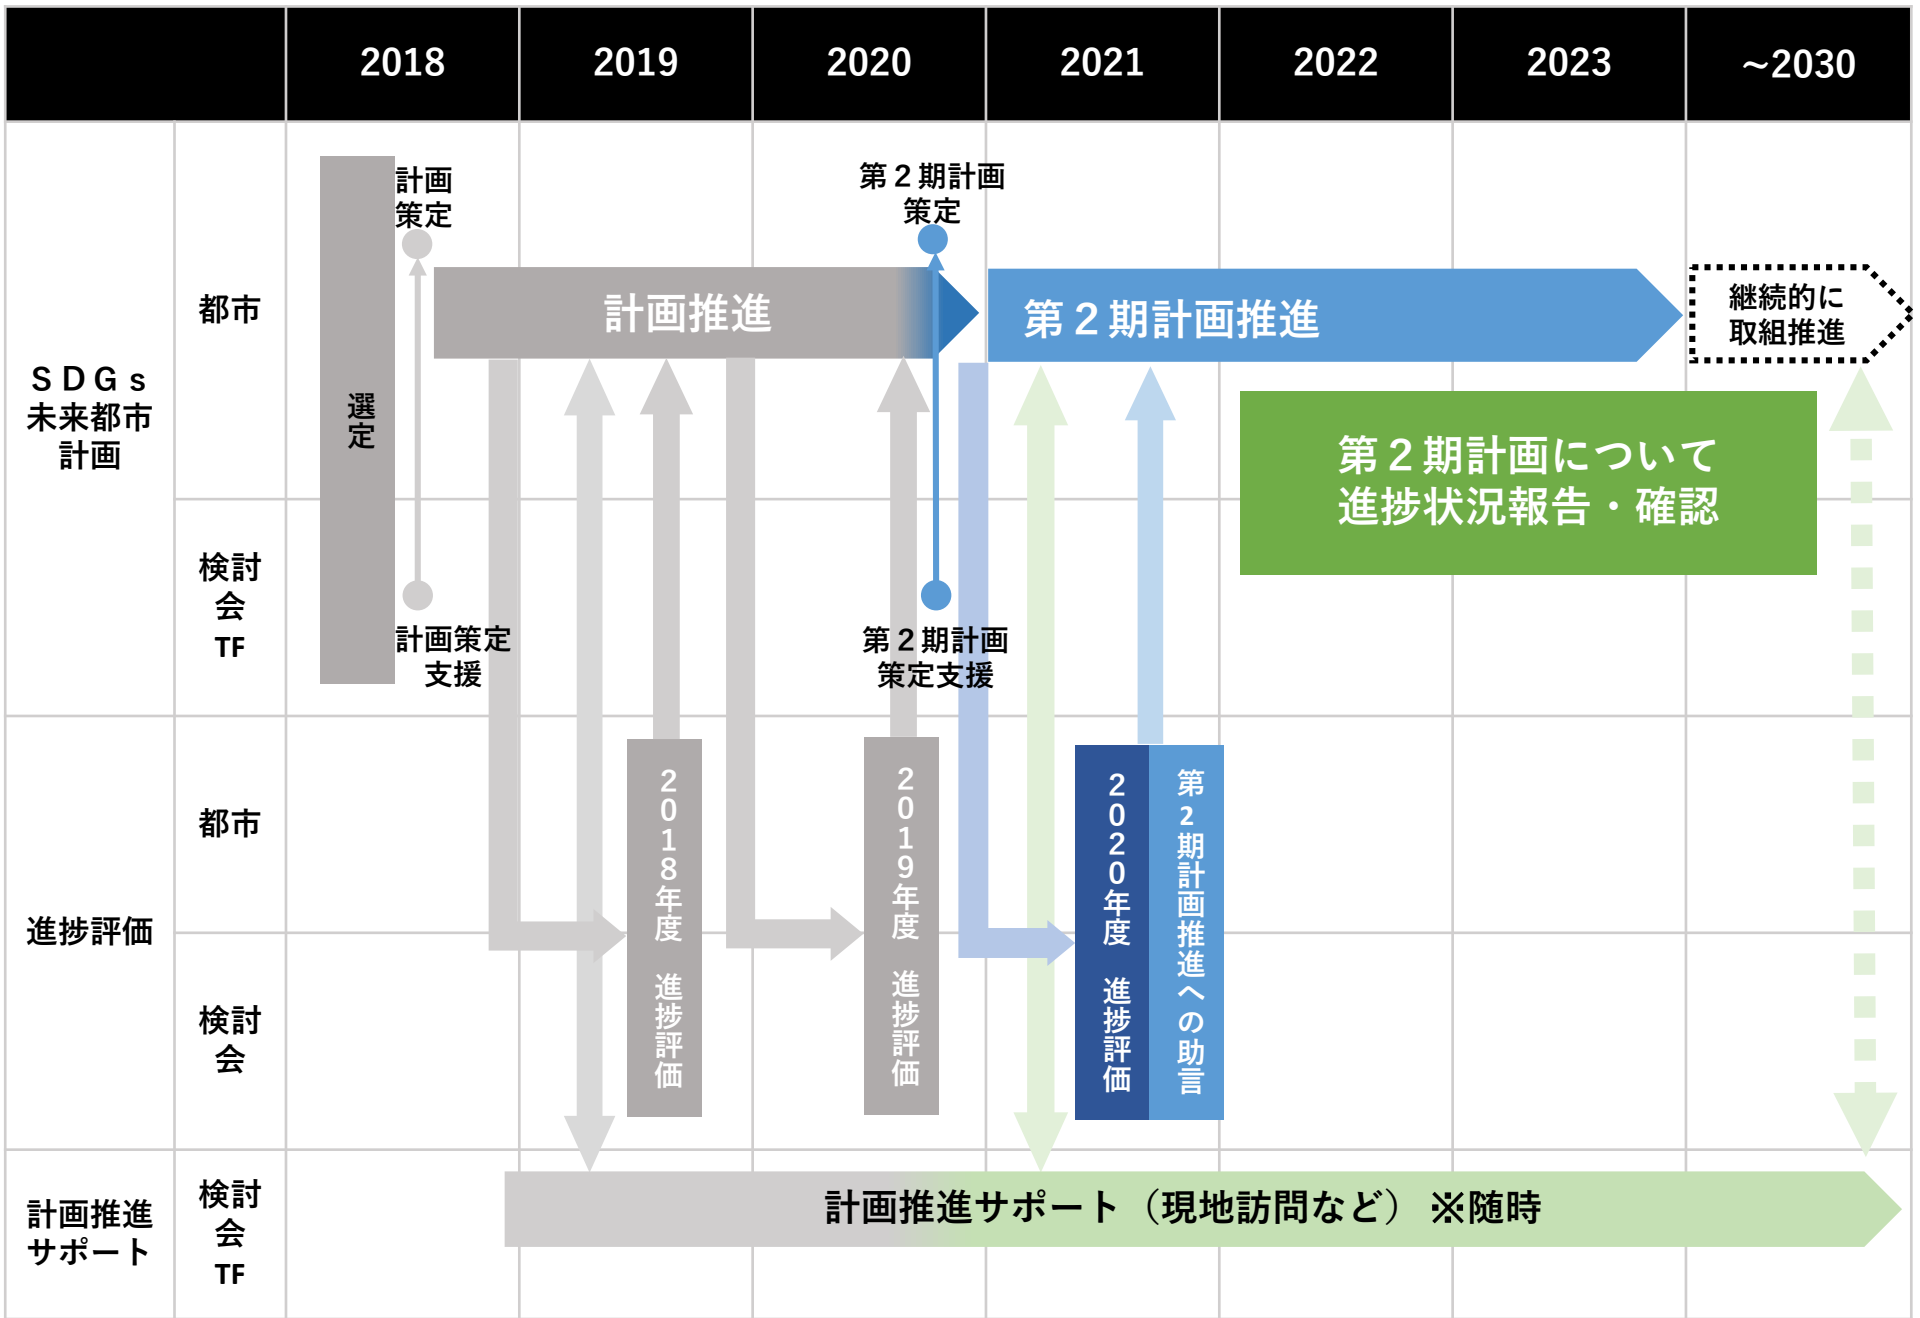 2018
2019
2020
2021
2022
2023
～2030
ＳＤＧｓ
未来都市
計画
都市
選定
計画
策定
計画推進
第２期計画
策定
第２期計画推進
継続的に
取組推進
第２期計画について
進捗状況報告・確認
検討
会
TF
計画策定
支援
第２期計画
策定支援
進捗評価
都市
検討
会
2018年度　進捗評価
2019年度　進捗評価
2020年度　進捗評価
第2期計画推進への助言
計画推進
サポート
検討
会
TF
計画推進サポート（現地訪問など）※随時